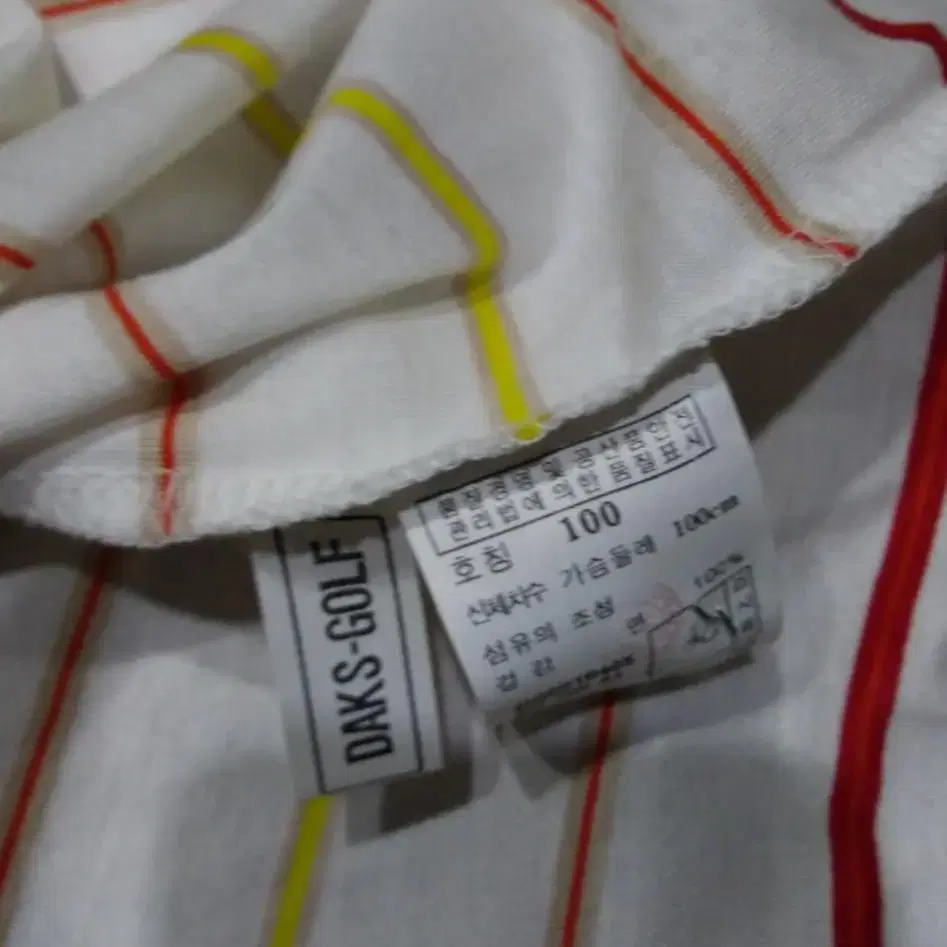 DAKS-GOLF
품질경영및 공산품안전
관리법에 의한 품질표시
호칭 100
신체치수 가슴둘레 100cm
섬유의 조성 면 100%
겉감